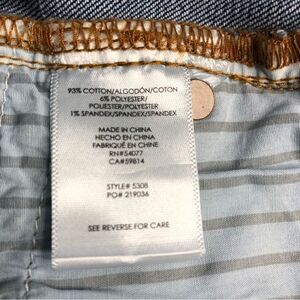 93% COTTON/ALGODÓN/COTON
6% POLYESTER/
POLIÉSTER/POLYESTER
1% SPANDEX/SPANDEX/SPANDEX
MADE IN CHINA
HECHO EN CHINA
FABRIQUÉ EN CHINE
RN#54077
CA#59814
STYLE# 5308
PO# 219036
SEE REVERSE FOR CARE